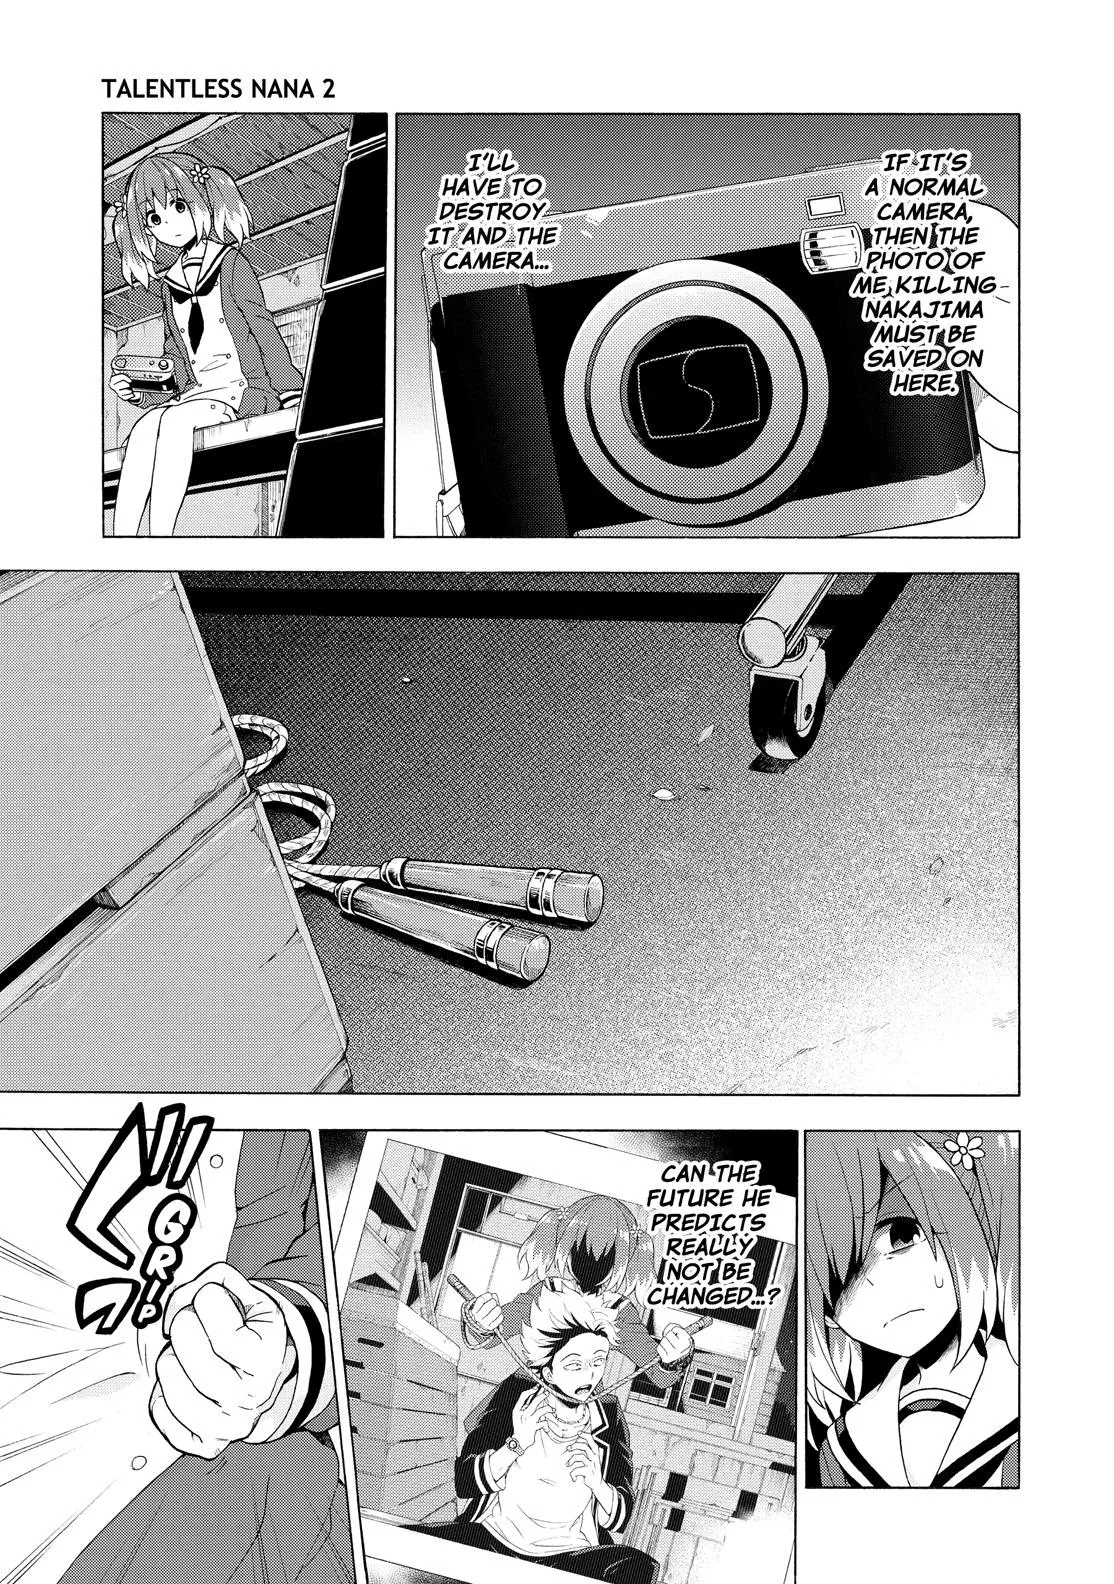 TALENTLESS NANA 2
IF IT'S
A NORMAL
CAMERA,
THEN THE
PHOTO OF
ME KILLING
NAKAJIMA
MUST BE
SAVED ON
HERE.
I'LL
HAVE TO
DESTROY
IT AND THE
CAMERA...
CAN THE
FUTURE HE
PREDICTS
REALLY
NOT BE
CHANGED...?
GRIP